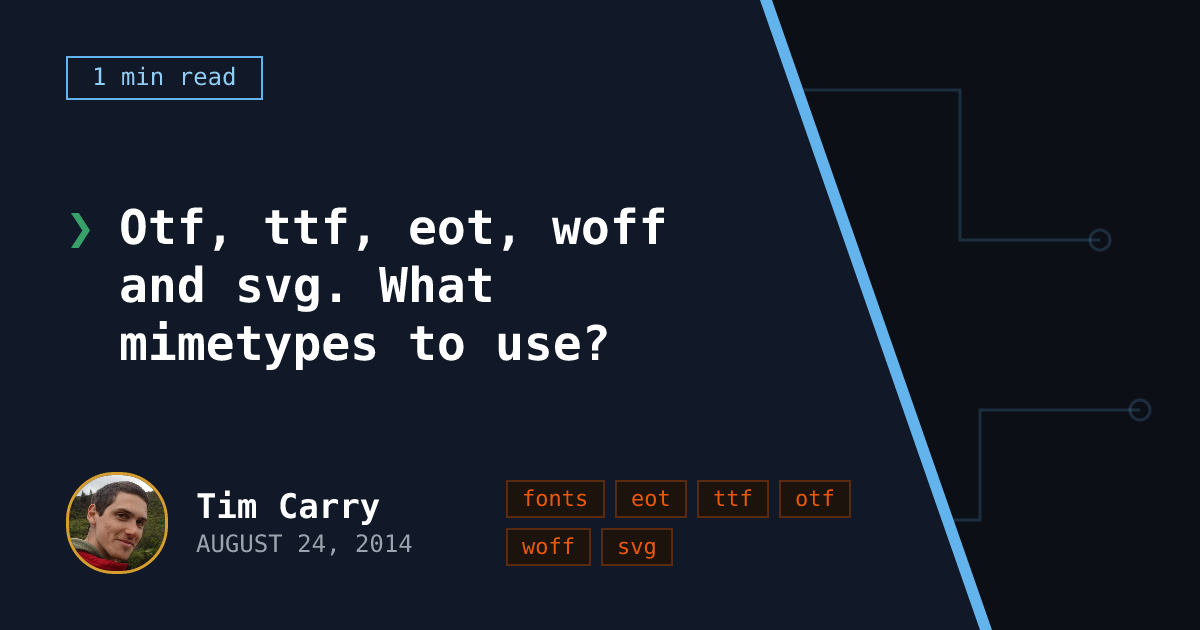 1 min read
❯ Otf, ttf, eot, woff
and svg. What
mimetypes to use?
Tim Carry
AUGUST 24, 2014
fonts eot ttf otf
woff svg